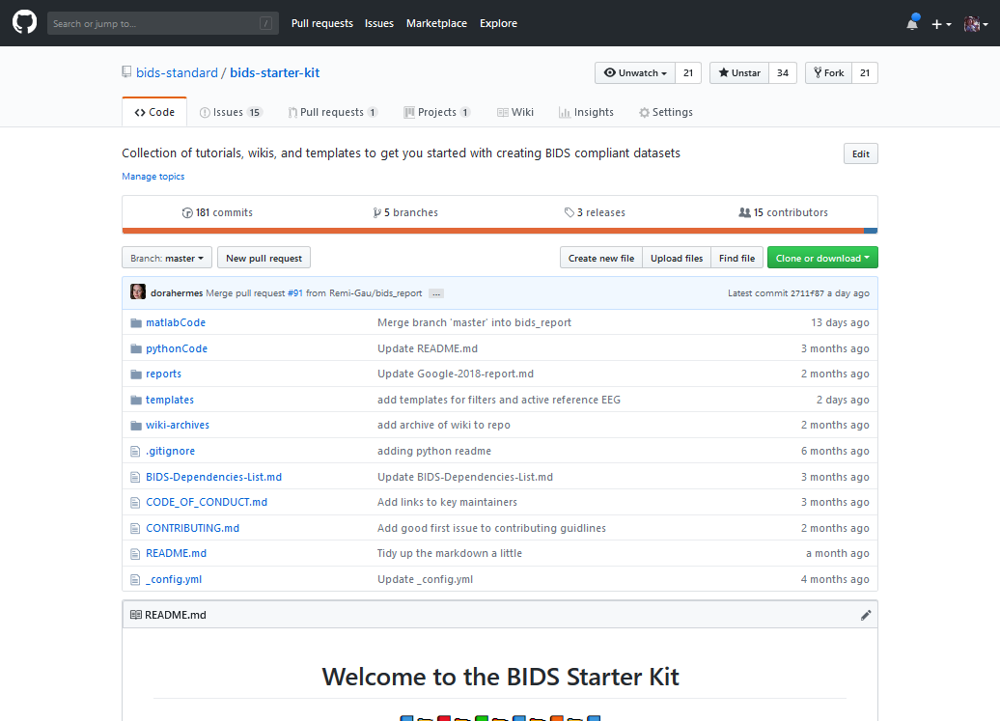 Search or jump to... /
Pull requests Issues Marketplace Explore
bids-standard / bids-starter-kit
Unwatch 21 Unstar 34 Fork 21
Code Issues 15 Pull requests 1 Projects 1 Wiki Insights Settings
Collection of tutorials, wikis, and templates to get you started with creating BIDS compliant datasets
Edit
Manage topics
181 commits 5 branches 3 releases 15 contributors
Branch: master New pull request Create new file Upload files Find file Clone or download
dorahermes Merge pull request #91 from Remi-Gau/bids_report ... Latest commit 2711f87 a day ago
matlabCode Merge branch 'master' into bids_report 13 days ago
pythonCode Update README.md 3 months ago
reports Update Google-2018-report.md 2 months ago
templates add templates for filters and active reference EEG 2 days ago
wiki-archives add archive of wiki to repo 2 months ago
.gitignore adding python readme 6 months ago
BIDS-Dependencies-List.md Update BIDS-Dependencies-List.md 3 months ago
CODE_OF_CONDUCT.md Add links to key maintainers 3 months ago
CONTRIBUTING.md Add good first issue to contributing guidlines 2 months ago
README.md Tidy up the markdown a little a month ago
_config.yml Update _config.yml 4 months ago
README.md
Welcome to the BIDS Starter Kit